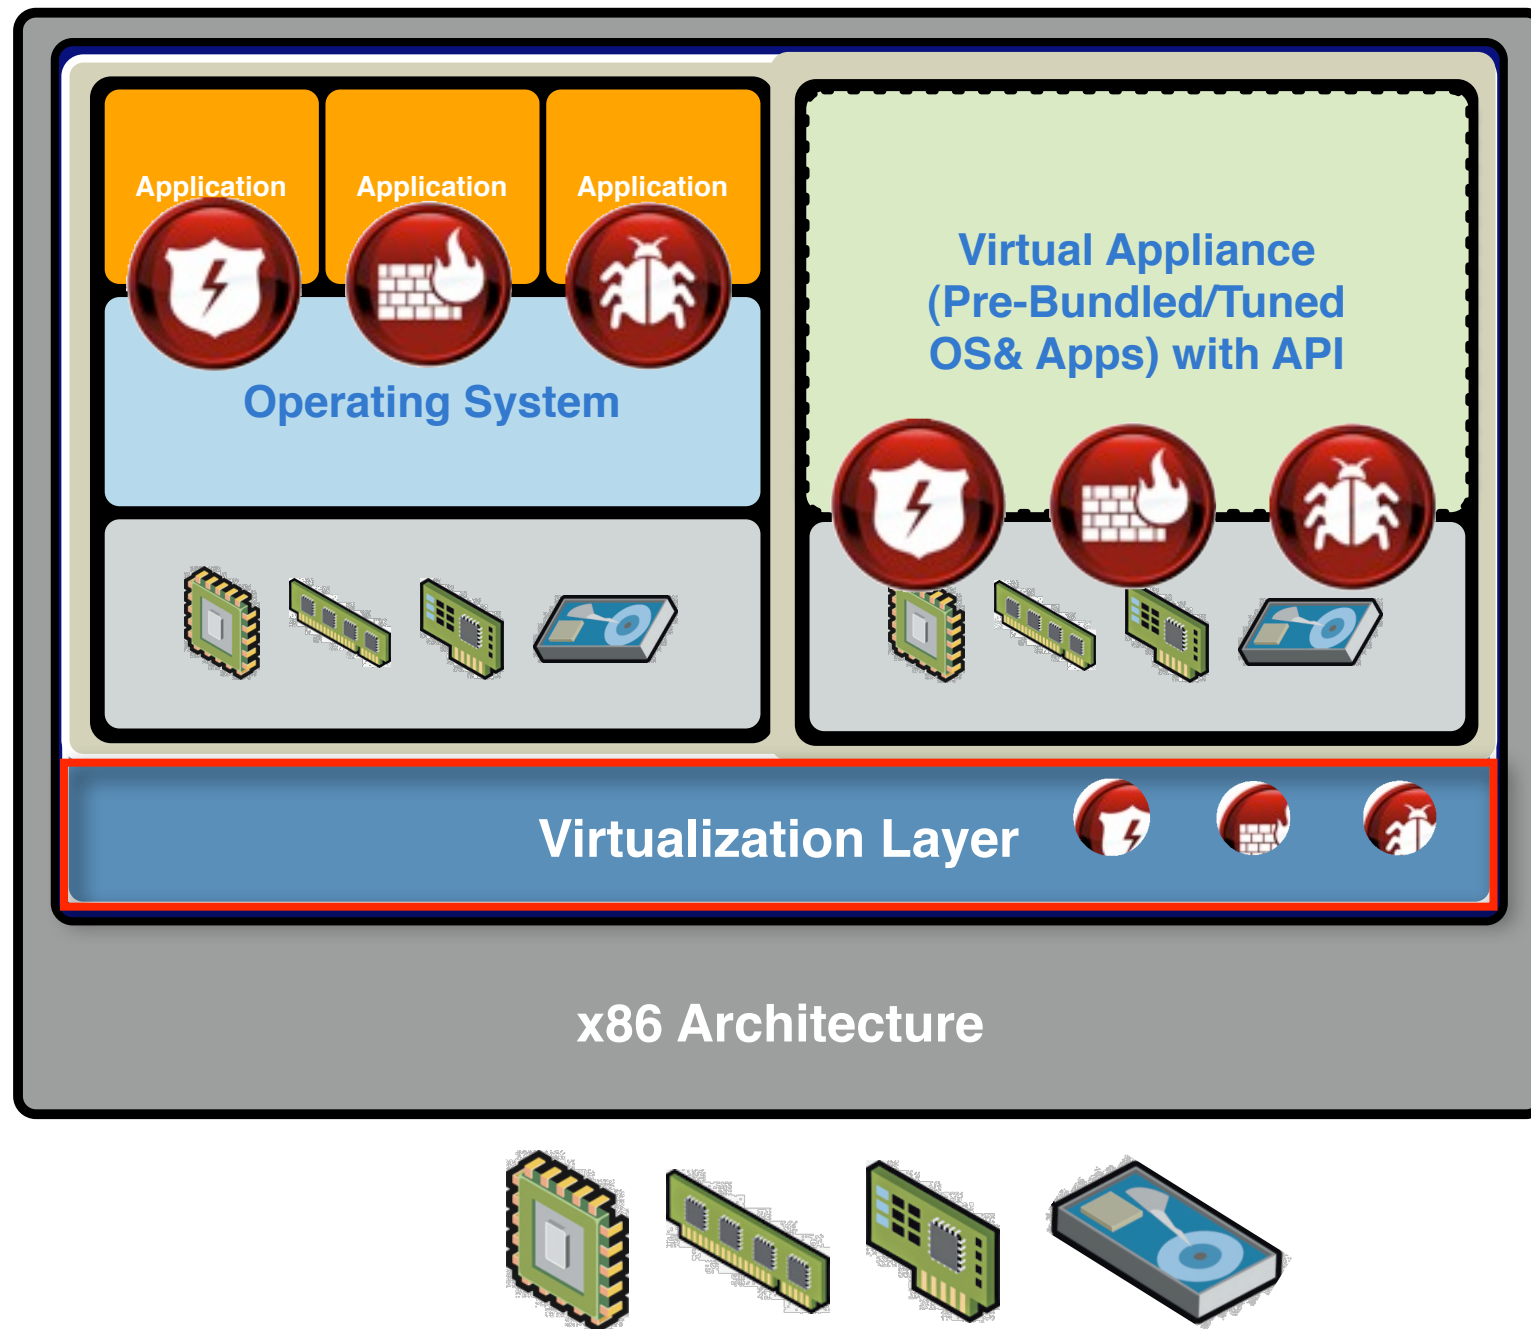 Application
Application
Application
Operating System
Virtual Appliance
(Pre-Bundled/Tuned
OS& Apps) with API
Virtualization Layer
x86 Architecture